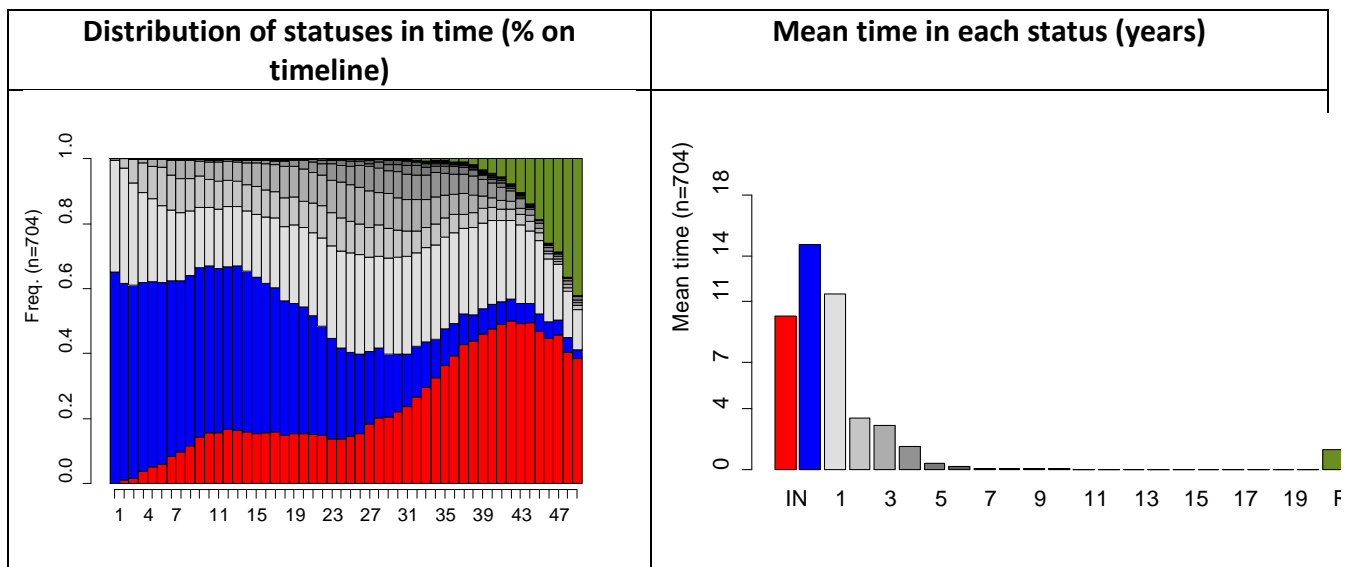 Distribution of statuses in time (% on
timeline)
Mean time in each status (years)
Freq. (n=704)
1.0
0.8
0.6
0.4
0.2
0.0
1 4 7 11 15 19 23 27 31 35 39 43 47
Mean time (n=704)
18
14
11
7
4
0
IN 1 3 5 7 9 11 13 15 17 19